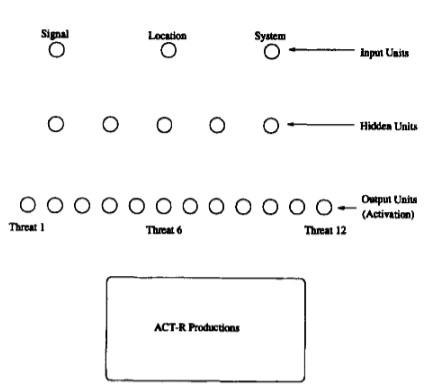 Signal Location System
Input Units
Hidden Units
Output Units
(Activation)
Threat 1 Threat 6 Threat 12
ACT-R Productions